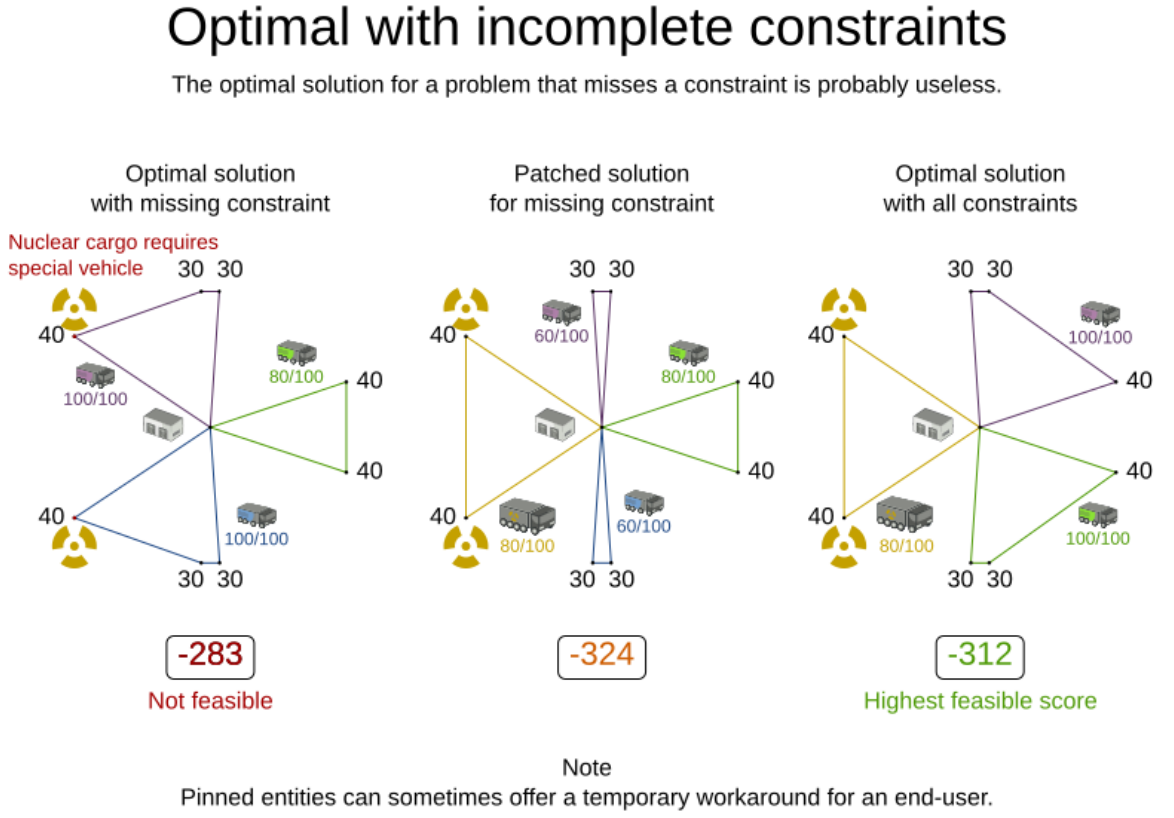 Optimal with incomplete constraints
The optimal solution for a problem that misses a constraint is probably useless.
Optimal solution
with missing constraint
Nuclear cargo requires
special vehicle
30 30
40
100/100
80/100
40
40
40
100/100
30 30
-283
Not feasible
Patched solution
for missing constraint
30 30
60/100
40
80/100
40
40
40
80/100
60/100
30 30
-324
Optimal solution
with all constraints
30 30
100/100
40
40
40
40
80/100
100/100
30 30
-312
Highest feasible score
Note
Pinned entities can sometimes offer a temporary workaround for an end-user.